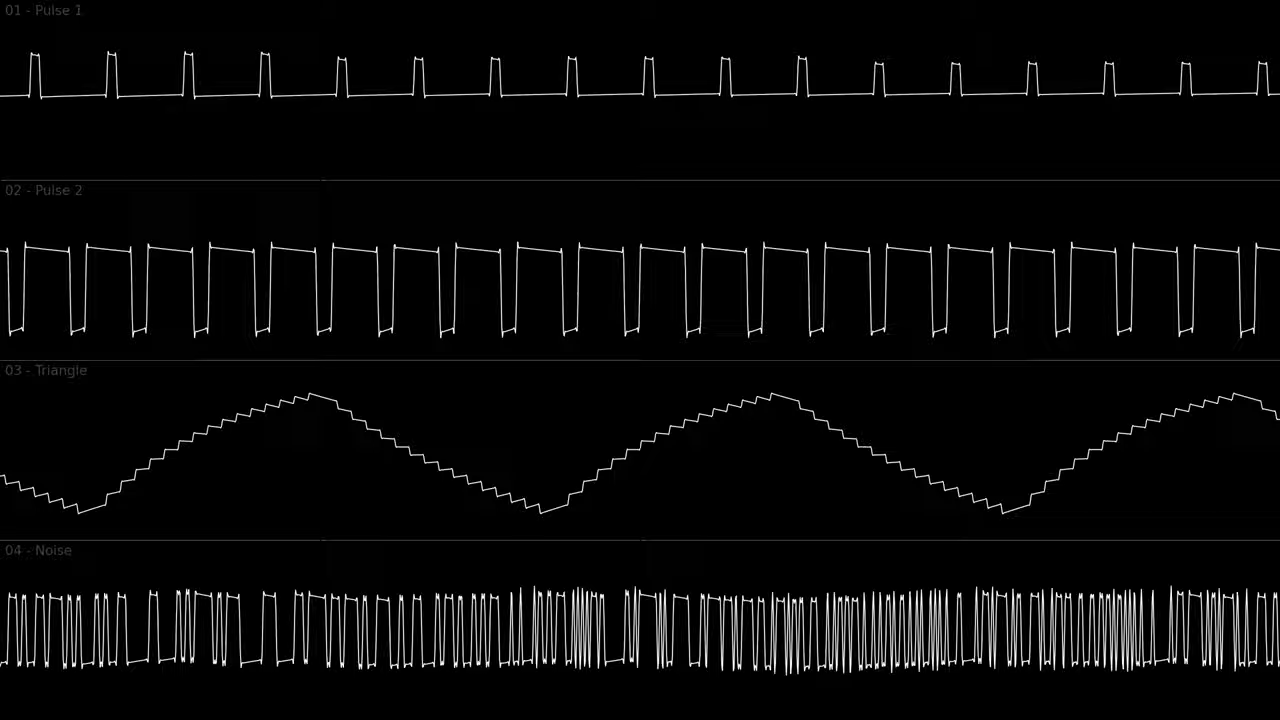 01 - Pulse 1
02 - Pulse 2
03 - Triangle
04 - Noise